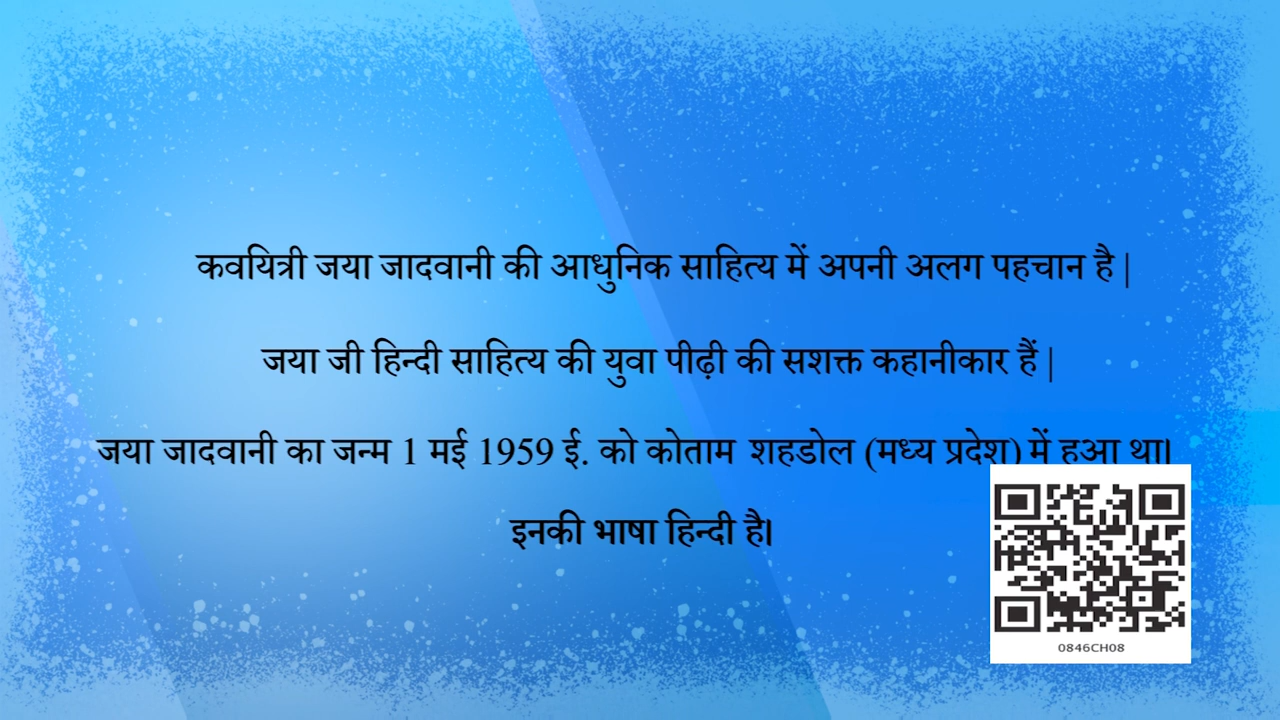 कवयित्री जया जादवानी की आधुनिक साहित्य में अपनी अलग पहचान है |
जया जी हिन्दी साहित्य की युवा पीढ़ी की सशक्त कहानीकार हैं |
जया जादवानी का जन्म 1 मई 1959 ई. को कोताम शहडोल (मध्य प्रदेश) में हुआ था।
इनकी भाषा हिन्दी है।
0846CH08